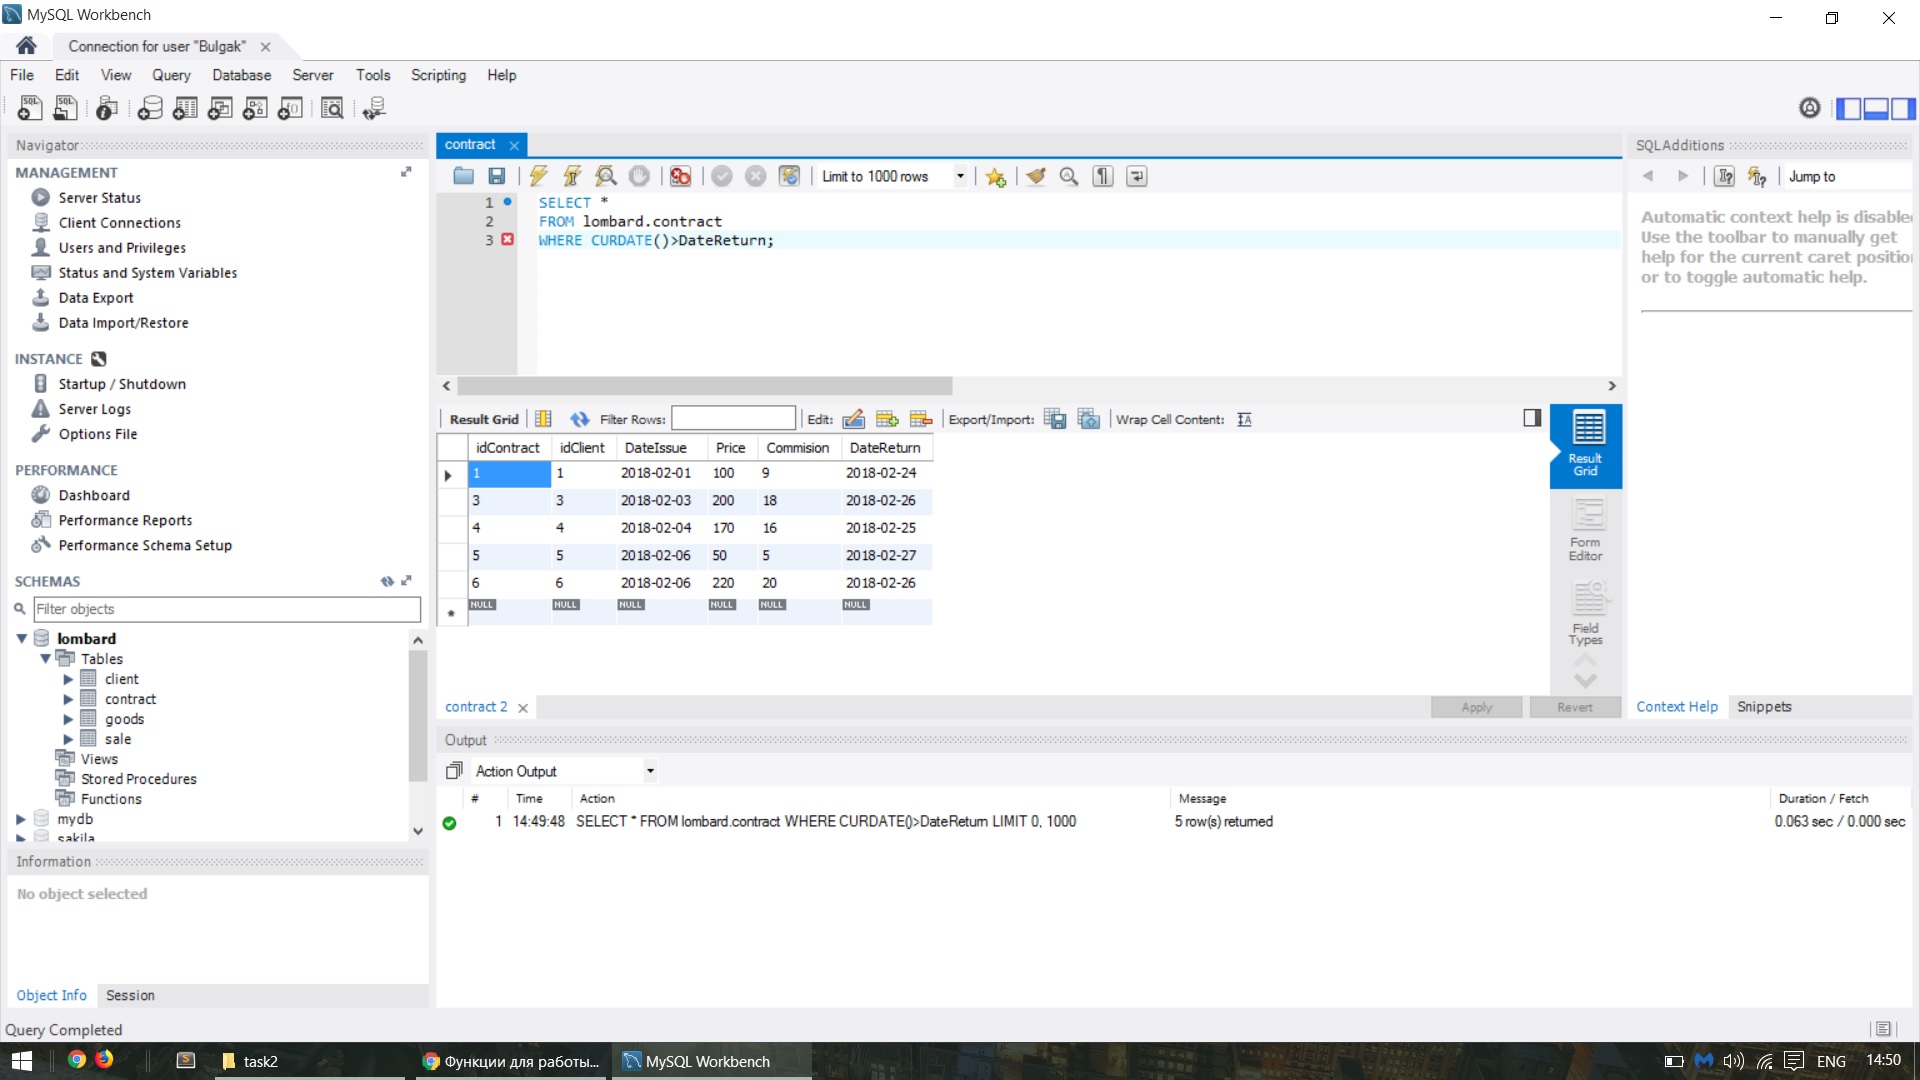 MySQL Workbench
Connection for user "Bulgak"
File Edit View Query Database Server Tools Scripting Help
Navigator
MANAGEMENT
Server Status
Client Connections
Users and Privileges
Status and System Variables
Data Export
Data Import/Restore
INSTANCE
Startup / Shutdown
Server Logs
Options File
PERFORMANCE
Dashboard
Performance Reports
Performance Schema Setup
SCHEMAS
Filter objects
lombard
Tables
client
contract
goods
sale
Views
Stored Procedures
Functions
mydb
sakila
Information
No object selected
Object Info Session
contract
Limit to 1000 rows
1 SELECT *
2 FROM lombard.contract
3 WHERE CURDATE()>DateReturn;
Result Grid Filter Rows: Edit: Export/Import: Wrap Cell Content:
idContract idClient DateIssue Price Commision DateReturn
1 1 2018-02-01 100 9 2018-02-24
3 3 2018-02-03 200 18 2018-02-26
4 4 2018-02-04 170 16 2018-02-25
5 5 2018-02-06 50 5 2018-02-27
6 6 2018-02-06 220 20 2018-02-26
NULL NULL NULL NULL NULL NULL
Result
Grid
Form
Editor
Field
Types
contract 2
Apply Revert
SQLAdditions
Jump to
Automatic context help is disable
Use the toolbar to manually get
help for the current caret positio
or to toggle automatic help.
Context Help Snippets
Output
Action Output
# Time Action Message Duration / Fetch
1 14:49:48 SELECT * FROM lombard.contract WHERE CURDATE()>DateReturn LIMIT 0, 1000 5 row(s) returned 0.063 sec / 0.000 sec
Query Completed
task2
Функции для работы...
MySQL Workbench
ENG
14:50